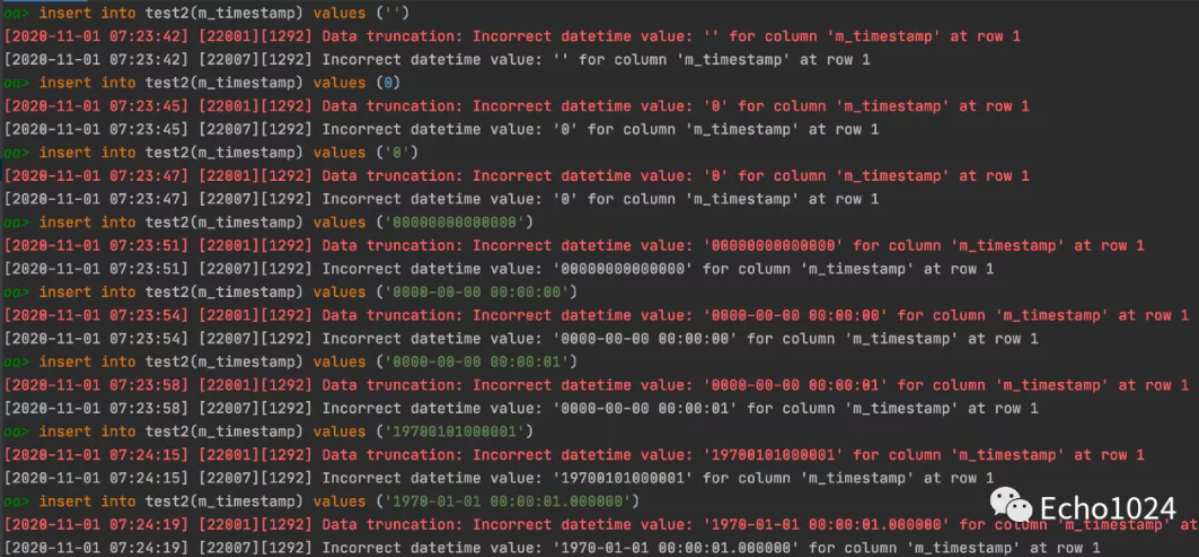 oa> insert into test2(m_timestamp) values ('')
[2020-11-01 07:23:42] [22001][1292] Data truncation: Incorrect datetime value: '' for column 'm_timestamp' at row 1
[2020-11-01 07:23:42] [22007][1292] Incorrect datetime value: '' for column 'm_timestamp' at row 1
oa> insert into test2(m_timestamp) values (0)
[2020-11-01 07:23:45] [22001][1292] Data truncation: Incorrect datetime value: '0' for column 'm_timestamp' at row 1
[2020-11-01 07:23:45] [22007][1292] Incorrect datetime value: '0' for column 'm_timestamp' at row 1
oa> insert into test2(m_timestamp) values ('0')
[2020-11-01 07:23:47] [22001][1292] Data truncation: Incorrect datetime value: '0' for column 'm_timestamp' at row 1
[2020-11-01 07:23:47] [22007][1292] Incorrect datetime value: '0' for column 'm_timestamp' at row 1
oa> insert into test2(m_timestamp) values ('00000000000000')
[2020-11-01 07:23:51] [22001][1292] Data truncation: Incorrect datetime value: '00000000000000' for column 'm_timestamp' at row 1
[2020-11-01 07:23:51] [22007][1292] Incorrect datetime value: '00000000000000' for column 'm_timestamp' at row 1
oa> insert into test2(m_timestamp) values ('0000-00-00 00:00:00')
[2020-11-01 07:23:54] [22001][1292] Data truncation: Incorrect datetime value: '0000-00-00 00:00:00' for column 'm_timestamp' at row 1
[2020-11-01 07:23:54] [22007][1292] Incorrect datetime value: '0000-00-00 00:00:00' for column 'm_timestamp' at row 1
oa> insert into test2(m_timestamp) values ('0000-00-00 00:00:01')
[2020-11-01 07:23:58] [22001][1292] Data truncation: Incorrect datetime value: '0000-00-00 00:00:01' for column 'm_timestamp' at row 1
[2020-11-01 07:23:58] [22007][1292] Incorrect datetime value: '0000-00-00 00:00:01' for column 'm_timestamp' at row 1
oa> insert into test2(m_timestamp) values ('19700101000001')
[2020-11-01 07:24:15] [22001][1292] Data truncation: Incorrect datetime value: '19700101000001' for column 'm_timestamp' at row 1
[2020-11-01 07:24:15] [22007][1292] Incorrect datetime value: '19700101000001' for column 'm_timestamp' at row 1
oa> insert into test2(m_timestamp) values ('1970-01-01 00:00:01.000000')
[2020-11-01 07:24:19] [22001][1292] Data truncation: Incorrect datetime value: '1970-01-01 00:00:01.000000' for column 'm_timestamp' at
[2020-11-01 07:24:19] [22007][1292] Incorrect datetime value: '1970-01-01 00:00:01.000000' for column 'm_timestamp' at row 1
Echo1024